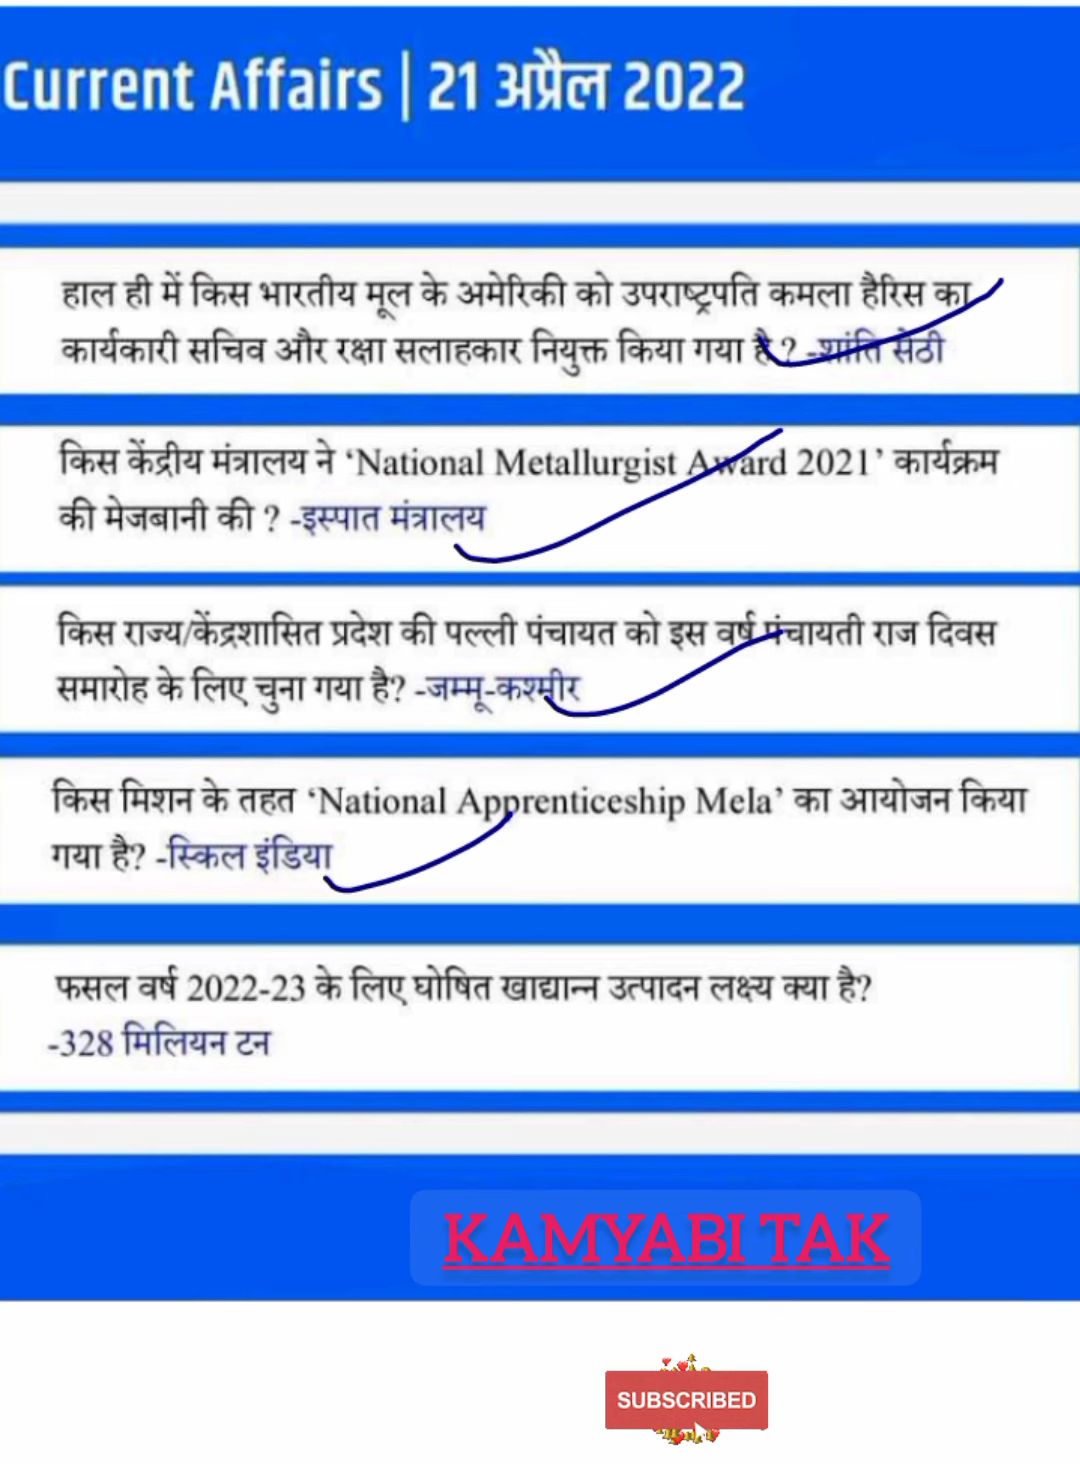 Current Affairs | 21 अप्रैल 2022
हाल ही में किस भारतीय मूल के अमेरिकी को उपराष्ट्रपति कमला हैरिस का
कार्यकारी सचिव और रक्षा सलाहकार नियुक्त किया गया है ? -शांति सेठी
किस केंद्रीय मंत्रालय ने ‘National Metallurgist Award 2021’ कार्यक्रम
की मेजबानी की ? -इस्पात मंत्रालय
किस राज्य/केंद्रशासित प्रदेश की पल्ली पंचायत को इस वर्ष पंचायती राज दिवस
समारोह के लिए चुना गया है? -जम्मू-कश्मीर
किस मिशन के तहत ‘National Apprenticeship Mela’ का आयोजन किया
गया है? -स्किल इंडिया
फसल वर्ष 2022-23 के लिए घोषित खाद्यान्न उत्पादन लक्ष्य क्या है?
-328 मिलियन टन
KAMYABI TAK
SUBSCRIBED